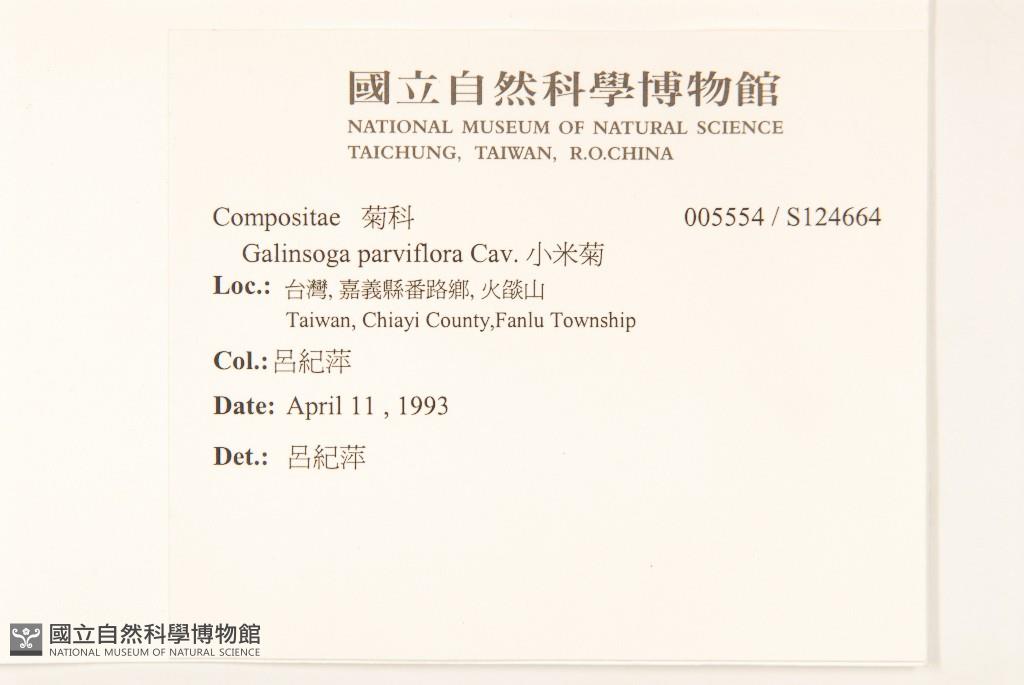 國立自然科學博物館
NATIONAL MUSEUM OF NATURAL SCIENCE
TAICHUNG, TAIWAN, R.O.CHINA
Compositae 菊科 005554 / S124664
Galinsoga parviflora Cav. 小米菊
Loc.: 台灣, 嘉義縣番路鄉, 火燄山
Taiwan, Chiayi County,Fanlu Township
Col.: 呂紀萍
Date: April 11 , 1993
Det.: 呂紀萍
國立自然科學博物館
NATIONAL MUSEUM OF NATURAL SCIENCE